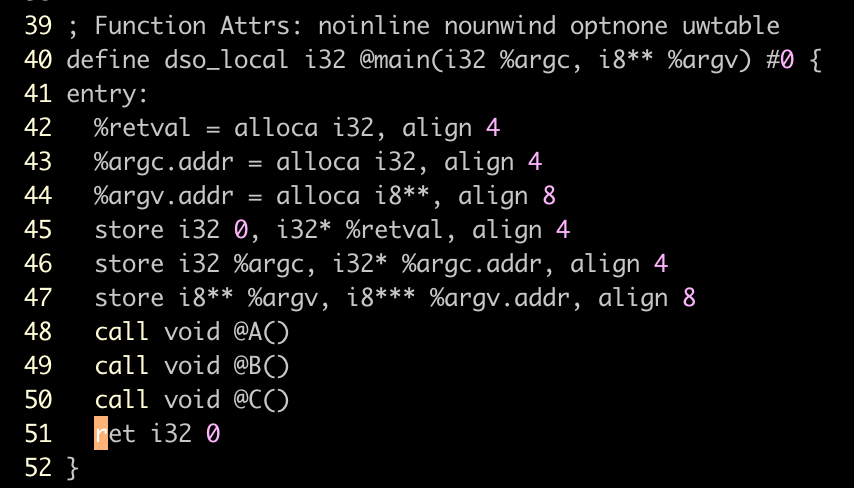 39 ; Function Attrs: noinline nounwind optnone uwtable
40 define dso_local i32 @main(i32 %argc, i8** %argv) #0 {
41 entry:
42   %retval = alloca i32, align 4
43   %argc.addr = alloca i32, align 4
44   %argv.addr = alloca i8**, align 8
45   store i32 0, i32* %retval, align 4
46   store i32 %argc, i32* %argc.addr, align 4
47   store i8** %argv, i8*** %argv.addr, align 8
48   call void @A()
49   call void @B()
50   call void @C()
51   ret i32 0
52 }